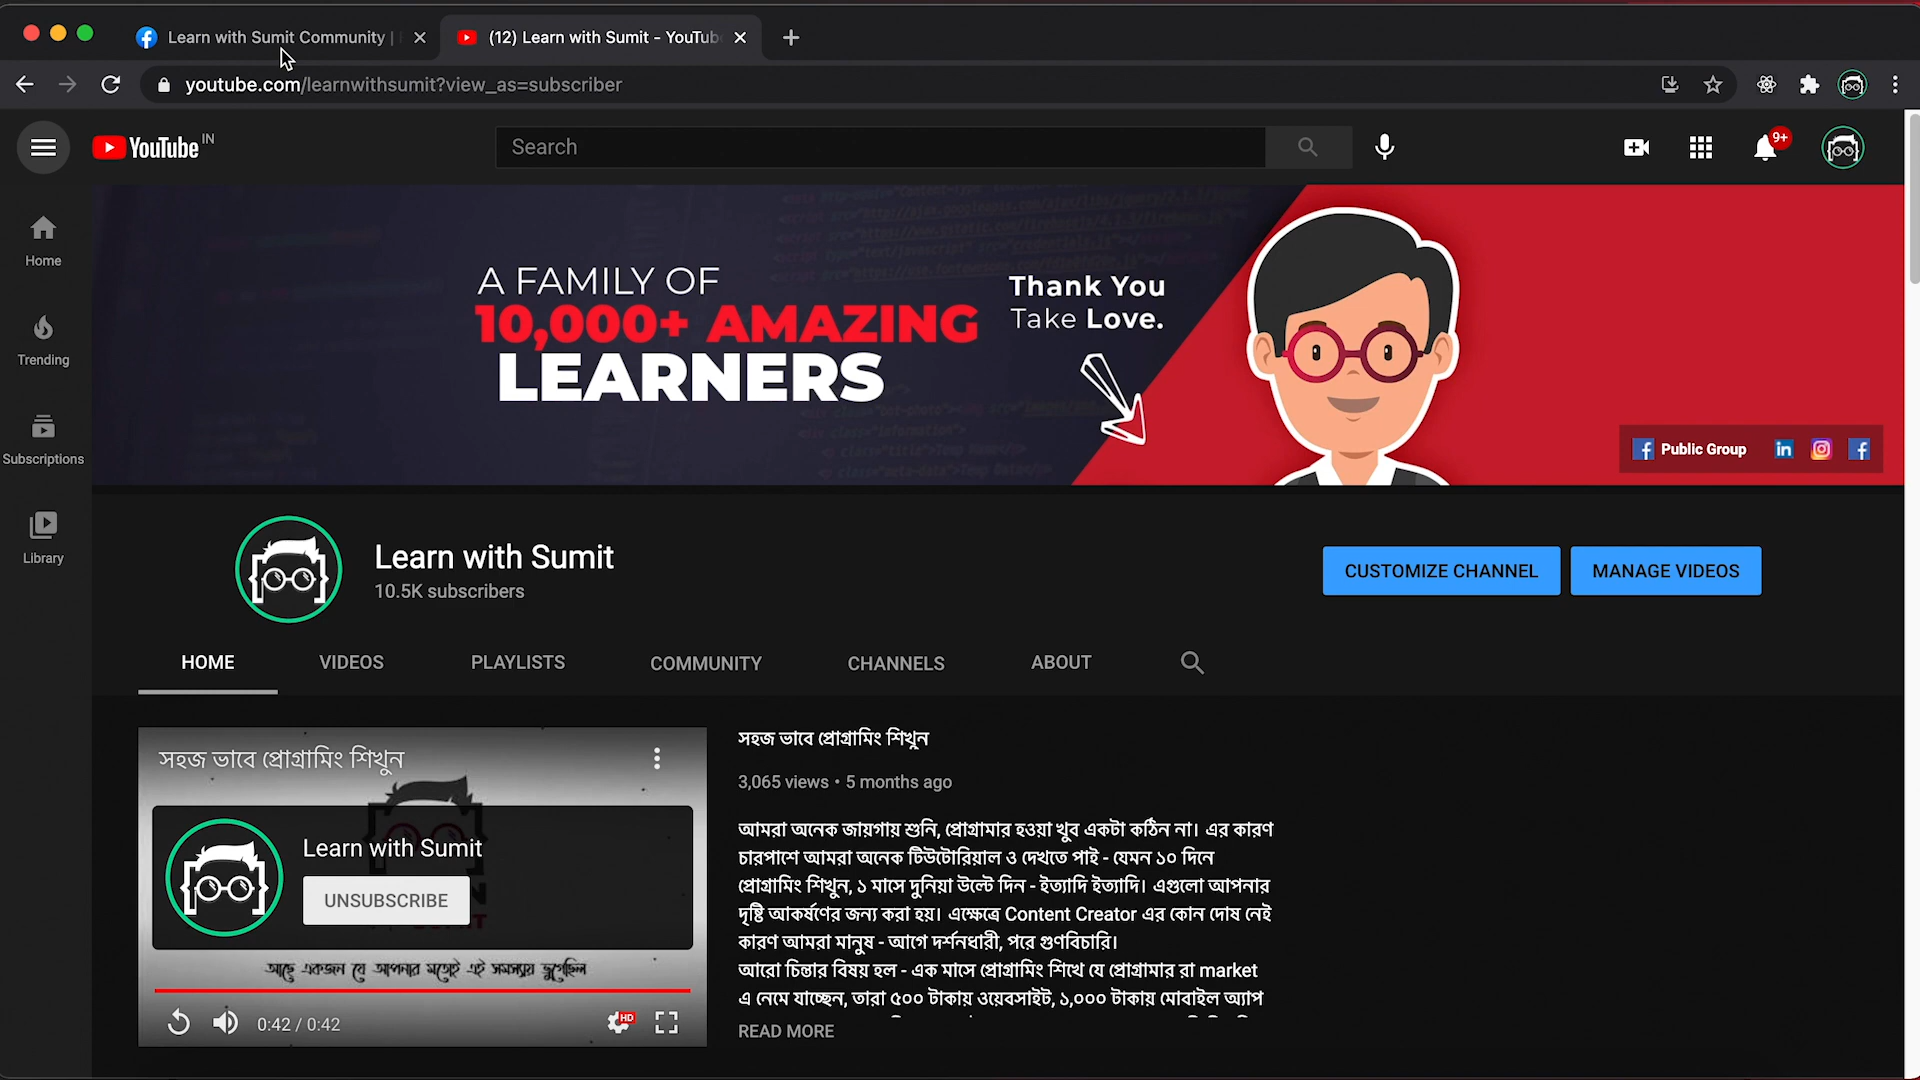 Learn with Sumit Community |
(12) Learn with Sumit - YouTub
youtube.com/learnwithsumit?view_as=subscriber
YouTube IN
Search
9+
Home
Trending
Subscriptions
Library
A FAMILY OF
10,000+ AMAZING
LEARNERS
Thank You
Take Love.
Public Group
Learn with Sumit
10.5K subscribers
CUSTOMIZE CHANNEL
MANAGE VIDEOS
HOME VIDEOS PLAYLISTS COMMUNITY CHANNELS ABOUT
সহজ ভাবে প্রোগ্রামিং শিখুন
Learn with Sumit
UNSUBSCRIBE
আছে একজন যে আপনার মতোই এই সমস্যায় ভুগেছিল
0:42 / 0:42
HD
সহজ ভাবে প্রোগ্রামিং শিখুন
3,065 views • 5 months ago
আমরা অনেক জায়গায় শুনি, প্রোগ্রামার হওয়া খুব একটা কঠিন না। এর কারণ
চারপাশে আমরা অনেক টিউটোরিয়াল ও দেখতে পাই - যেমন ১০ দিনে
প্রোগ্রামিং শিখুন, ১ মাসে দুনিয়া উল্টে দিন - ইত্যাদি ইত্যাদি। এগুলো আপনার
দৃষ্টি আকর্ষণের জন্য করা হয়। এক্ষেত্রে Content Creator এর কোন দোষ নেই
কারণ আমরা মানুষ - আগে দর্শনধারী, পরে গুণবিচারি।
আরো চিন্তার বিষয় হল - এক মাসে প্রোগ্রামিং শিখে যে প্রোগ্রামার রা market
এ নেমে যাচ্ছেন, তারা ৫০০ টাকায় ওয়েবসাইট, ১,০০০ টাকায় মোবাইল অ্যাপ
READ MORE